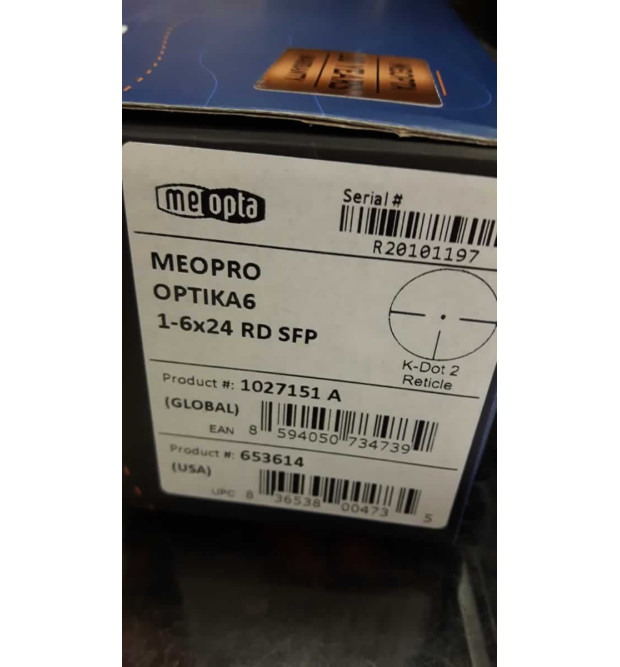 meopta
Serial #
R20101197
MEOPRO
OPTIKA6
1-6x24 RD SFP
K-Dot 2
Reticle
Product #: 1027151 A
(GLOBAL)
EAN 8 594050 734739
Product #: 653614
(USA)
UPC 8 36538 00473 5